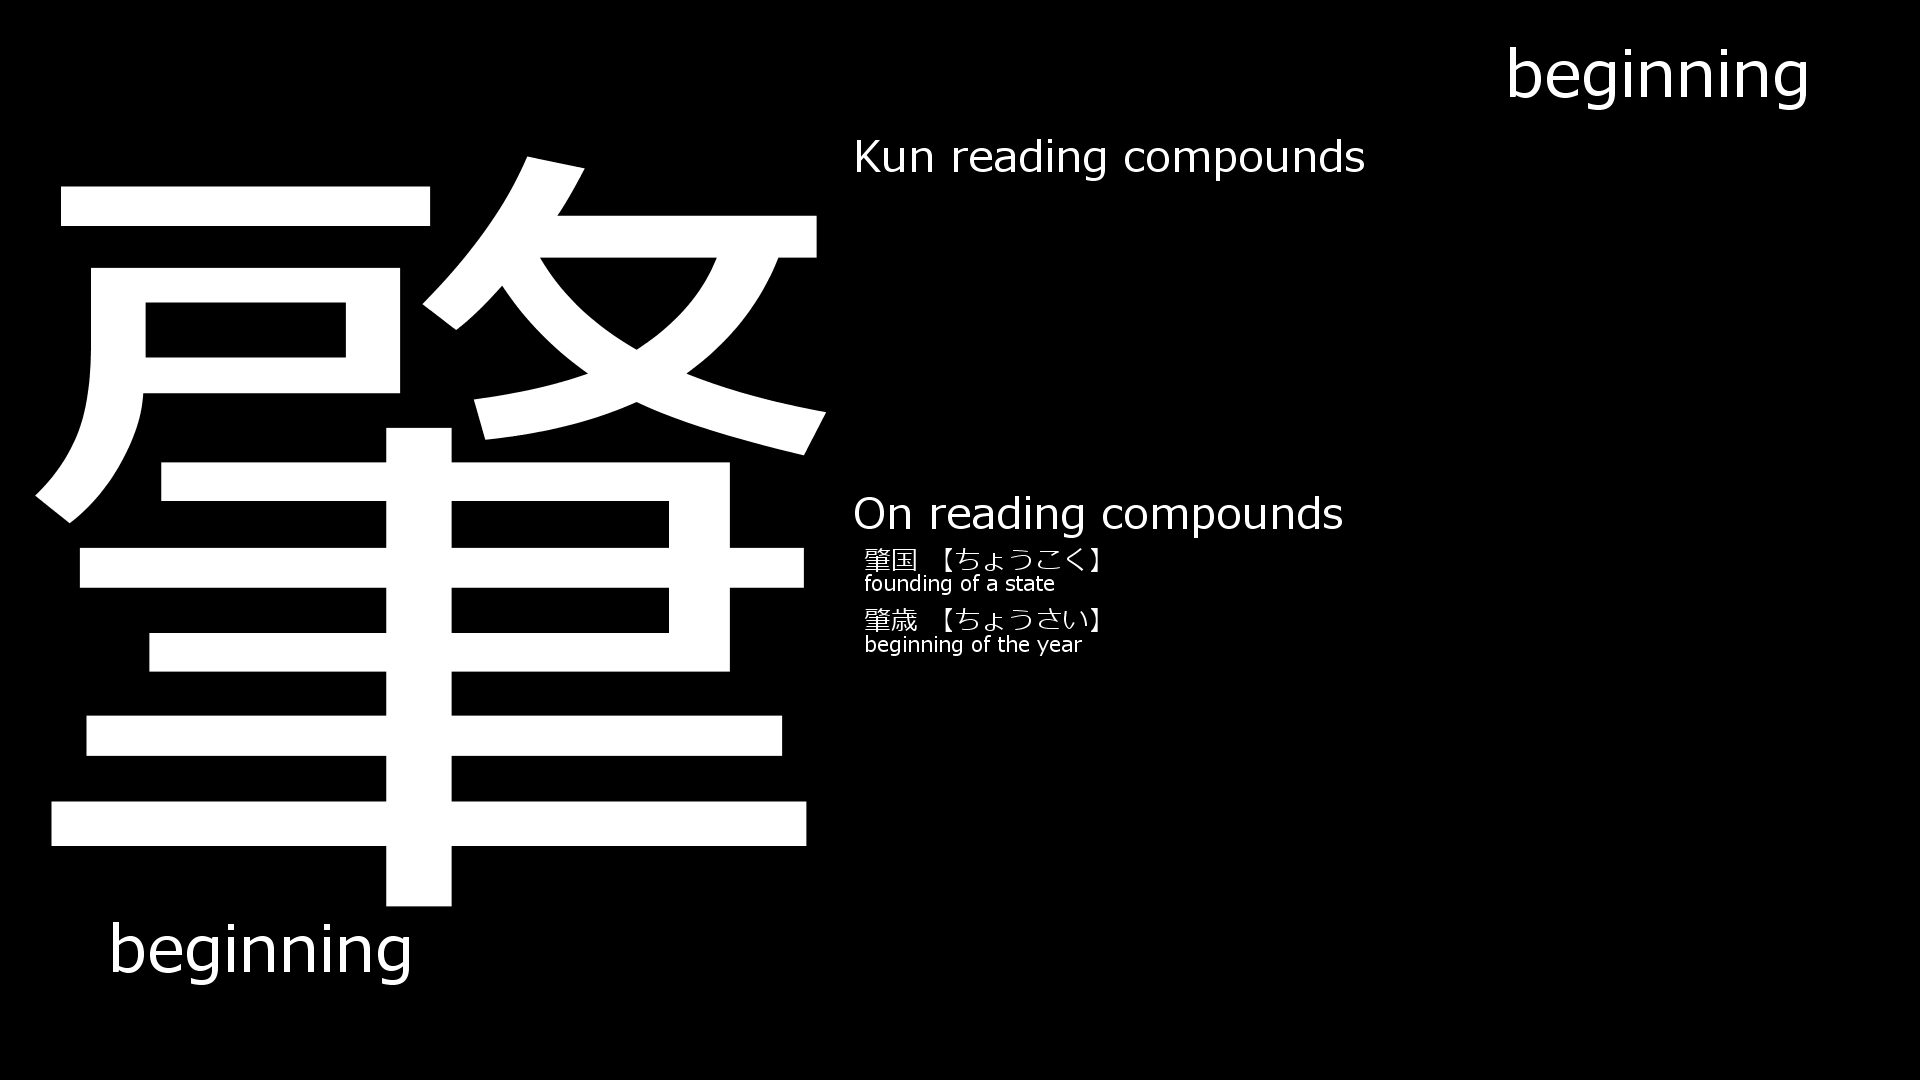 beginning
肇
Kun reading compounds
On reading compounds
肇国 【ちょうこく】
founding of a state
肇歳 【ちょうさい】
beginning of the year
beginning